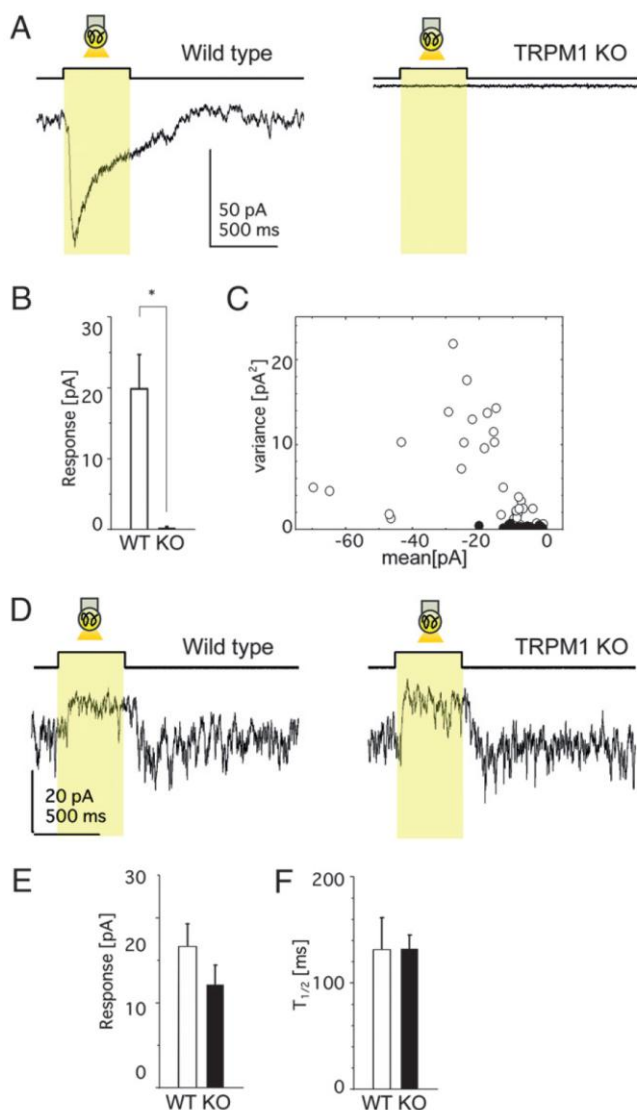 A
Wild type
TRPM1 KO
50 pA
500 ms
B
*
Response [pA]
30
20
10
0
WT KO
C
variance [pA²]
20
10
0
-60 -40 -20 0
mean[pA]
D
Wild type
TRPM1 KO
20 pA
500 ms
E
Response [pA]
30
20
10
0
WT KO
F
T1/2 [ms]
200
100
0
WT KO